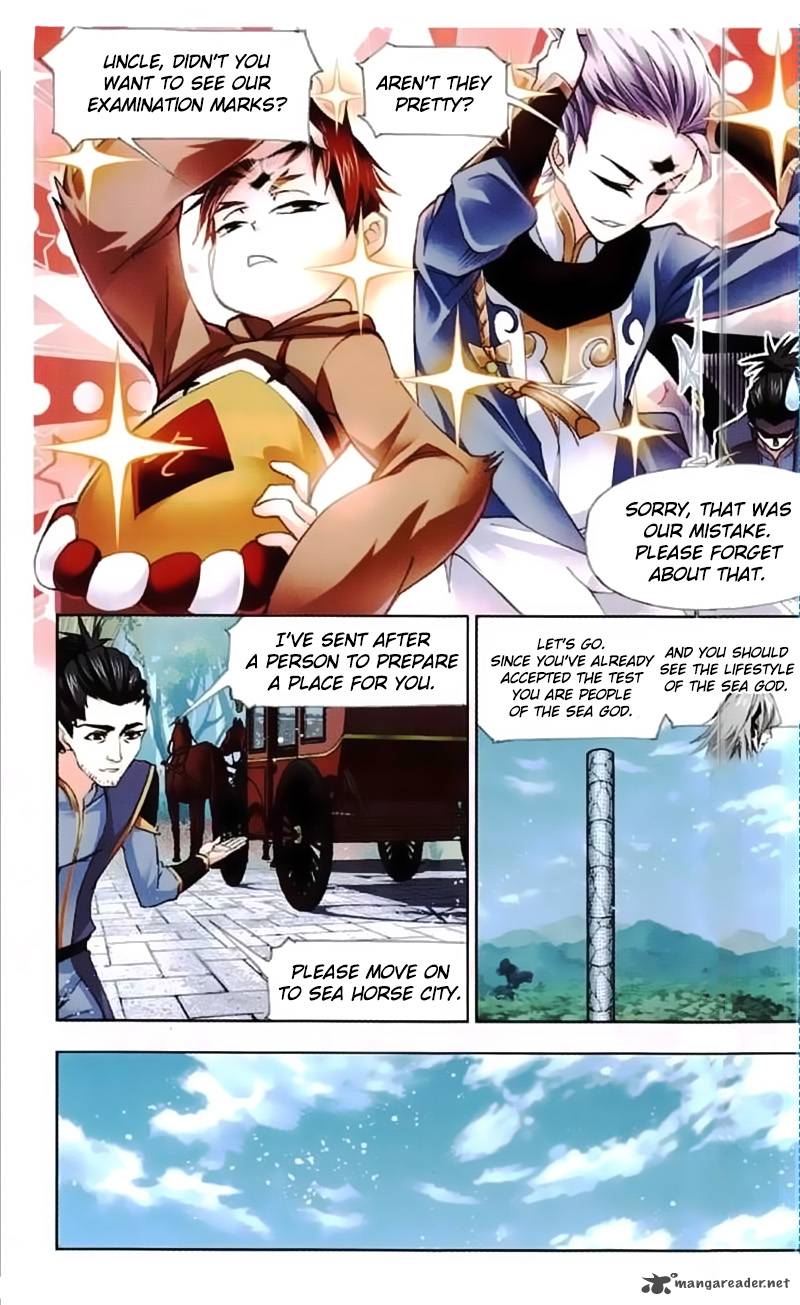 UNCLE, DIDN'T YOU
WANT TO SEE OUR
EXAMINATION MARKS?
AREN'T THEY
PRETTY?
SORRY, THAT WAS
OUR MISTAKE.
PLEASE FORGET
ABOUT THAT.
I'VE SENT AFTER
A PERSON TO PREPARE
A PLACE FOR YOU.
PLEASE MOVE ON
TO SEA HORSE CITY.
LET'S GO.
SINCE YOU'VE ALREADY
ACCEPTED THE TEST
YOU ARE PEOPLE
OF THE SEA GOD.
AND YOU SHOULD
SEE THE LIFESTYLE
OF THE SEA GOD.
mangareader.net